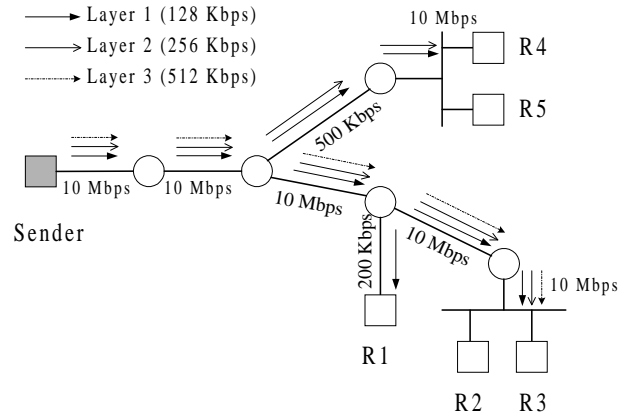 Layer 1 (128 Kbps)
Layer 2 (256 Kbps)
Layer 3 (512 Kbps)
10 Mbps
R4
R5
500 Kbps
10 Mbps
10 Mbps
Sender
10 Mbps
200 Kbps
10 Mbps
10 Mbps
R1
R2
R3